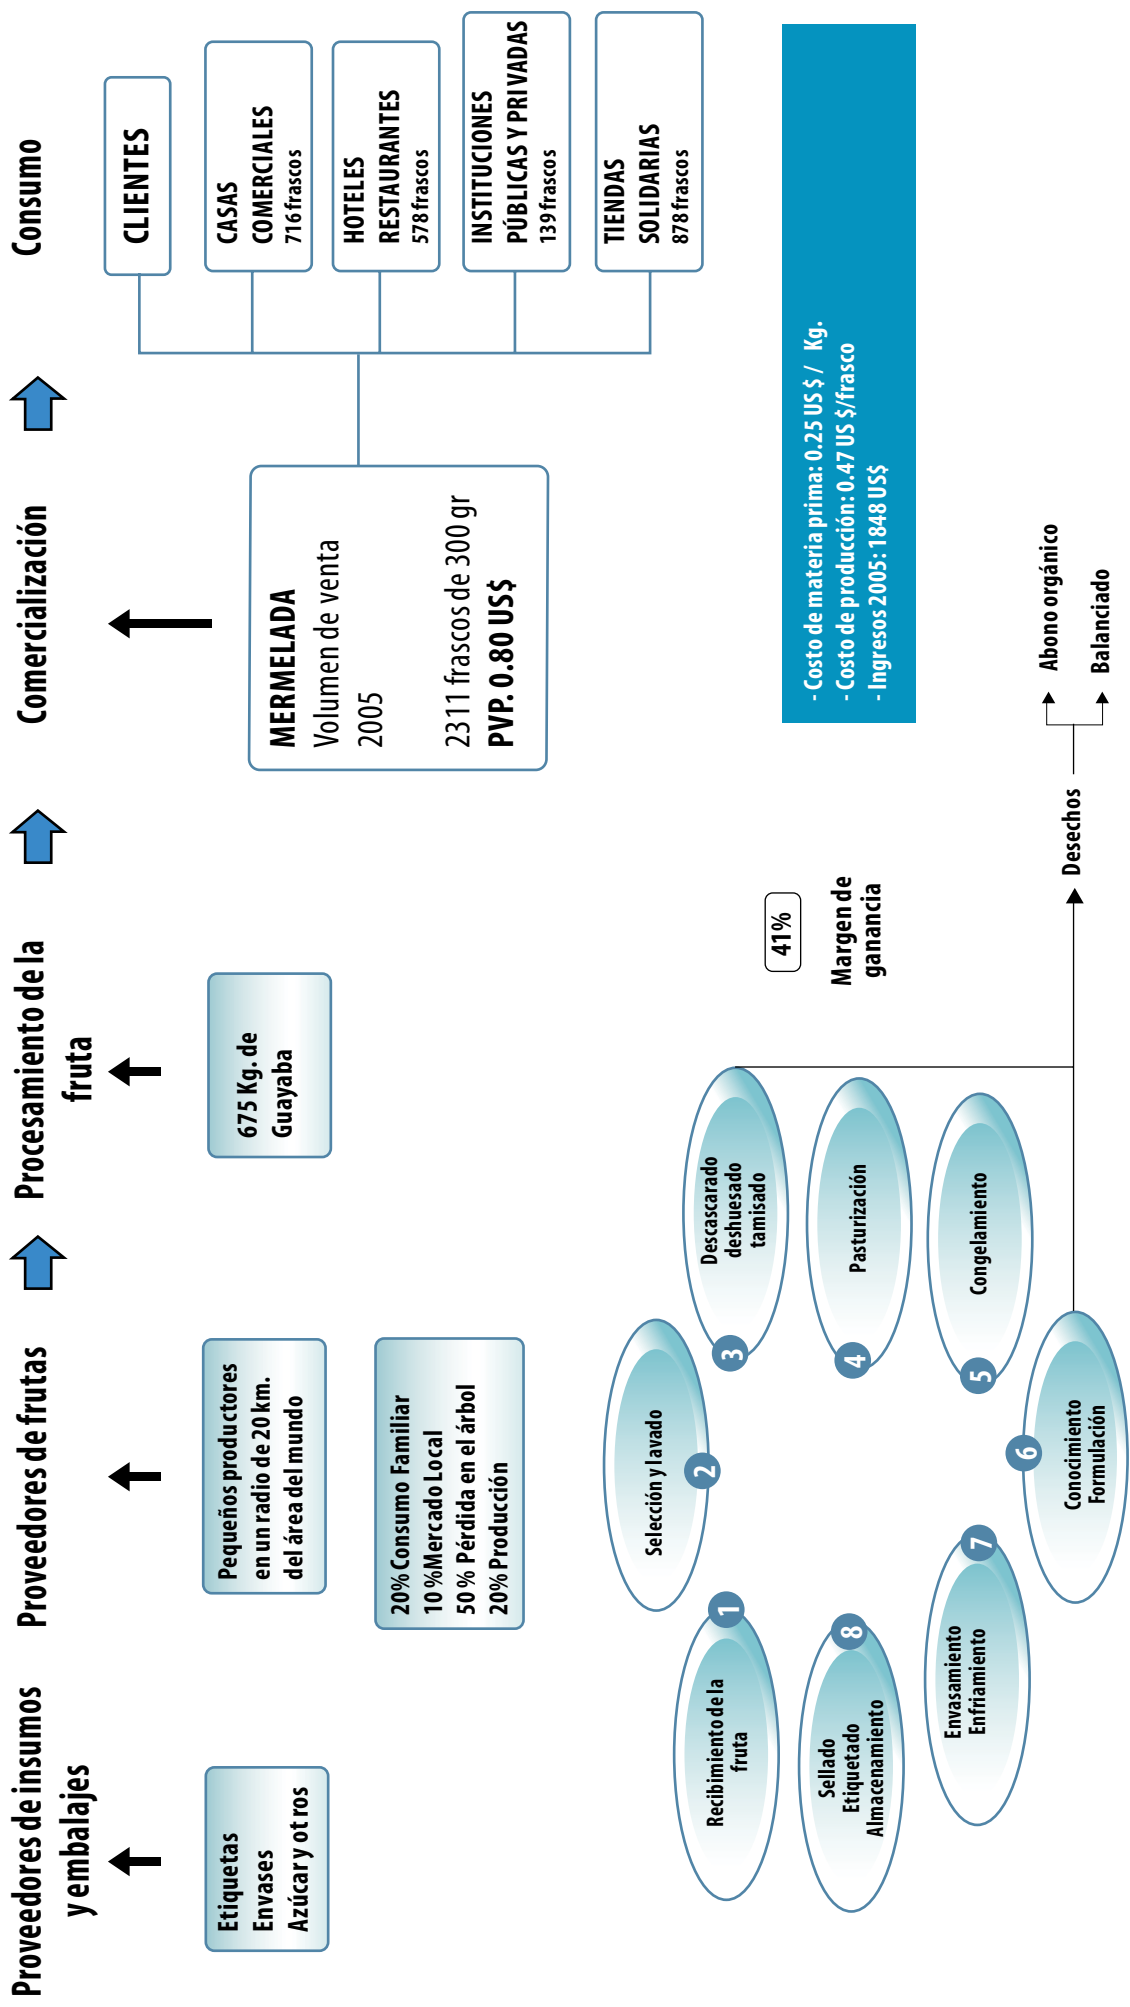 Proveedores de insumos
y embalajes
Proveedores de frutas
Procesamiento de la
fruta
Comercialización
Consumo
Etiquetas
Envases
Azúcar y otros
Pequeños productores
en un radio de 20 km.
del área del mundo
20% Consumo Familiar
10 %Mercado Local
50 % Pérdida en el árbol
20% Producción
675 Kg. de
Guayaba
MERMELADA
Volumen de venta
2005
2311 frascos de 300 gr
PVP. 0.80 US$
CLIENTES
CASAS
COMERCIALES
716 frascos
HOTELES
RESTAURANTES
578 frascos
INSTITUCIONES
PÚBLICAS Y PRIVADAS
139 frascos
TIENDAS
SOLIDARIAS
878 frascos
1
Recibimiento de la
fruta
2
Selección y lavado
3
Descascarado
deshuesado
tamisado
4
Pasturización
5
Congelamiento
6
Conocimiento
Formulación
7
Envasamiento
Enfriamiento
8
Sellado
Etiquetado
Almacenamiento
41%
Margen de
ganancia
Desechos
Abono orgánico
Balanciado
- Costo de materia prima: 0.25 US $ / Kg.
- Costo de producción: 0.47 US $/frasco
- Ingresos 2005: 1848 US$